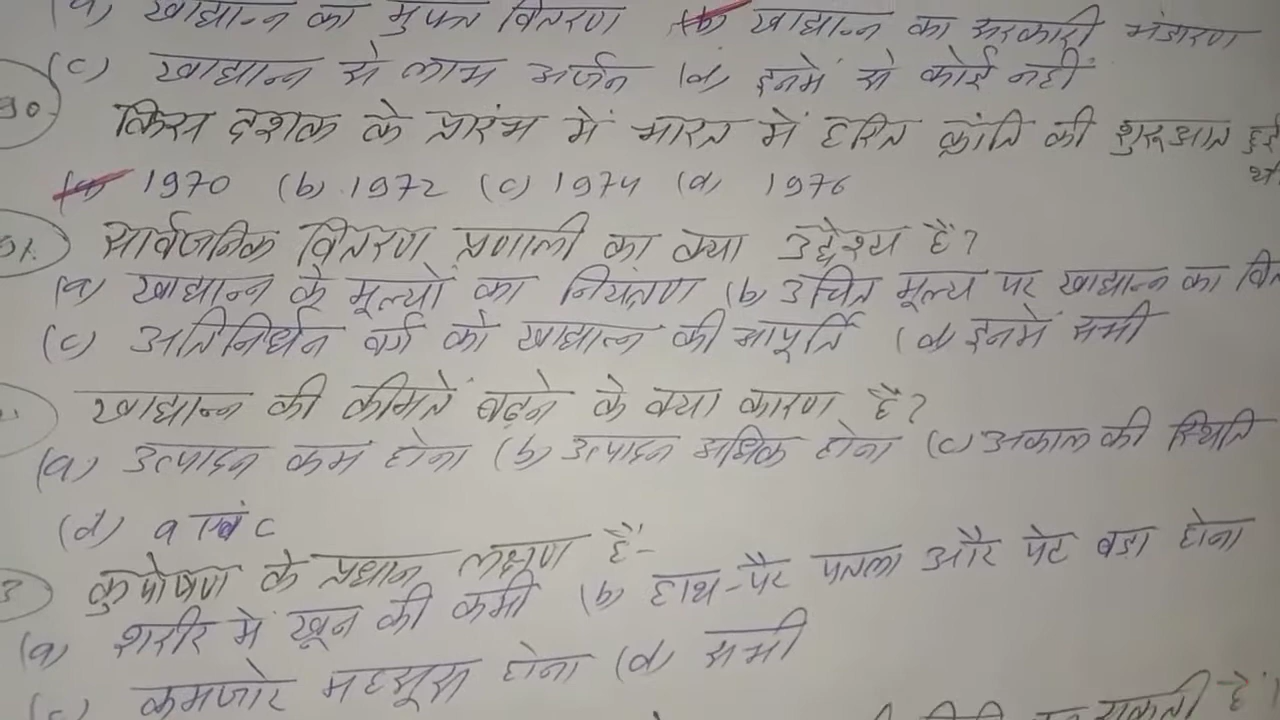 (a) खाद्यान्न का मुफ्त वितरण (b) खाद्यान्न का सरकारी भंडारण
(c) खाद्यान्न से लाभ अर्जन (d) इनमें से कोई नहीं
30. किस दशक के प्रारंभ में भारत में हरित क्रांति की शुरूआत हुई थी
(a) 1970 (b) 1972 (c) 1974 (d) 1976
31. सार्वजनिक वितरण प्रणाली का क्या उद्देश्य है?
(a) खाद्यान्न के मूल्यों का नियंत्रण (b) उचित मूल्य पर खाद्यान्न का वि
(c) अतिनिर्धन वर्ग को खाद्यान्न की आपूर्ति (d) इनमें सभी
खाद्यान्न की कीमतें बढ़ने के क्या कारण है?
(a) उत्पादन कम होना (b) उत्पादन अधिक होना (c) अकाल की स्थिति
(d) a एवं c
3 कुपोषण के प्रधान लक्षण हैं-
(a) शरीर में खून की कमी (b) हाथ-पैर पतला और पेट बड़ा होना
(c) कमजोर महसूस होना (d) सभी